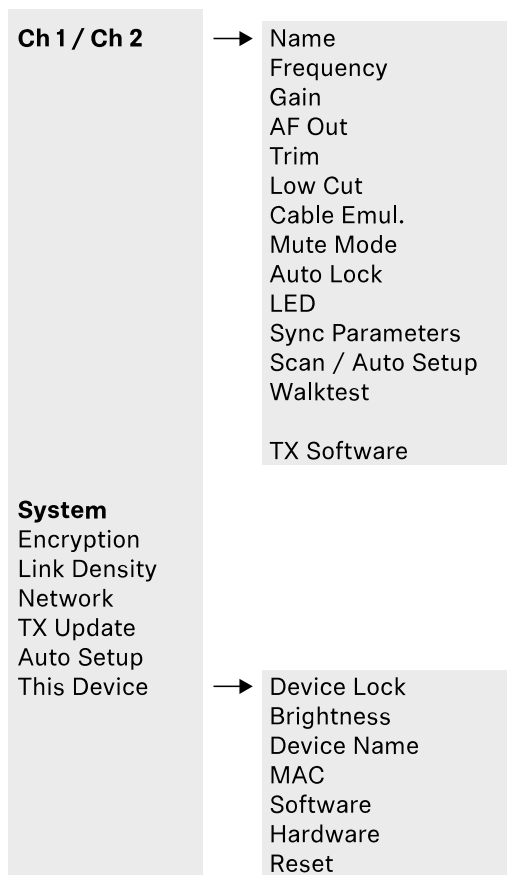 Ch 1 / Ch 2
Name
Frequency
Gain
AF Out
Trim
Low Cut
Cable Emul.
Mute Mode
Auto Lock
LED
Sync Parameters
Scan / Auto Setup
Walktest
TX Software
System
Encryption
Link Density
Network
TX Update
Auto Setup
This Device
Device Lock
Brightness
Device Name
MAC
Software
Hardware
Reset